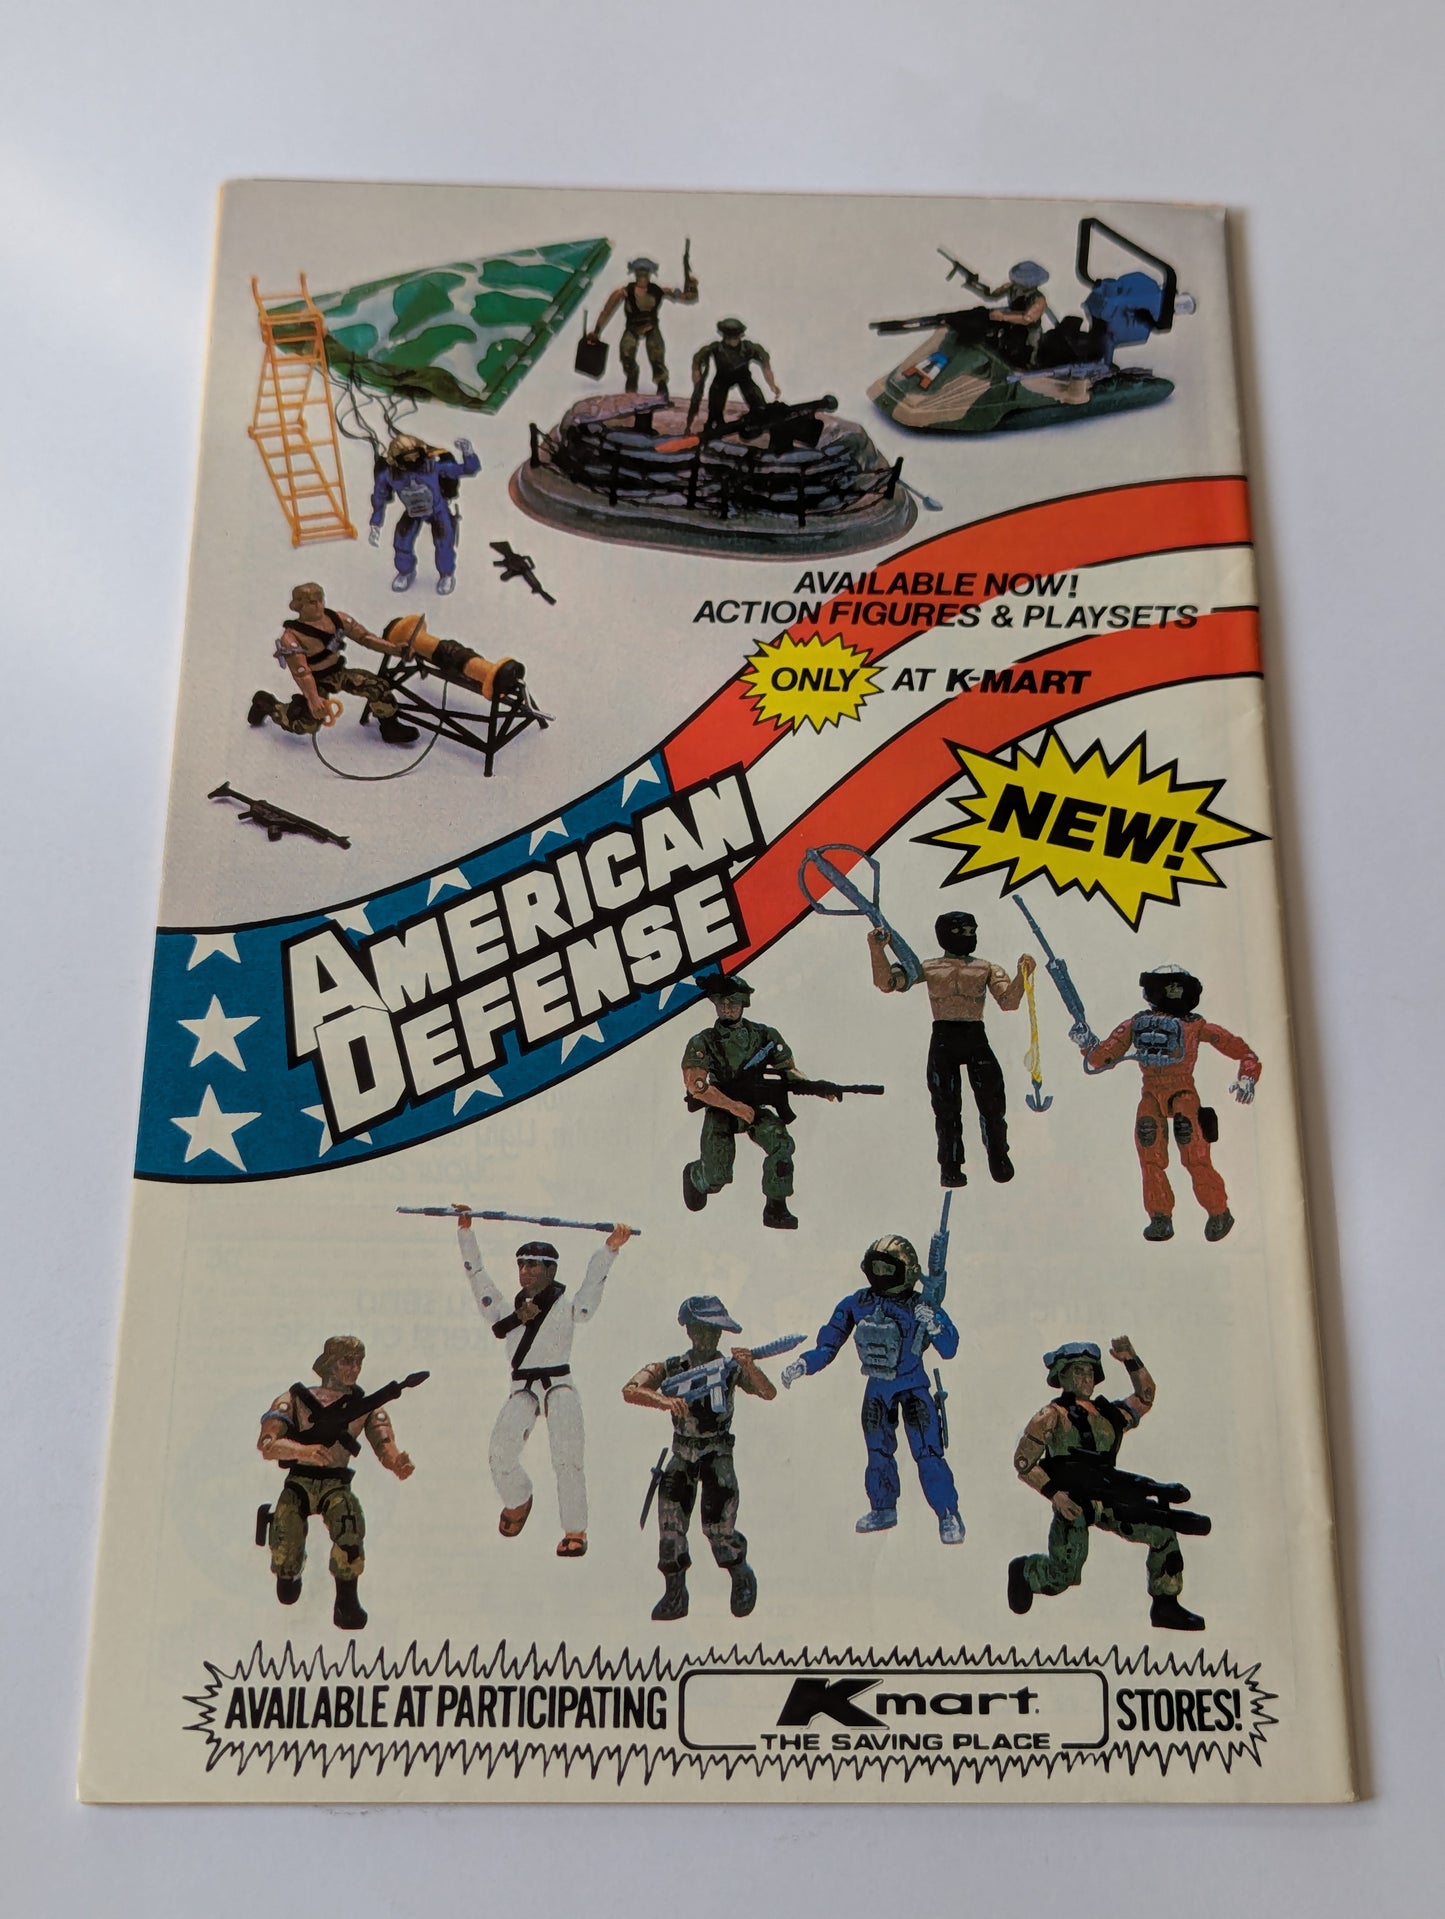 AVAILABLE NOW!
ACTION FIGURES & PLAYSETS
ONLY AT K-MART
NEW!
AMERICAN
DEFENSE
AVAILABLE AT PARTICIPATING Kmart STORES!
THE SAVING PLACE